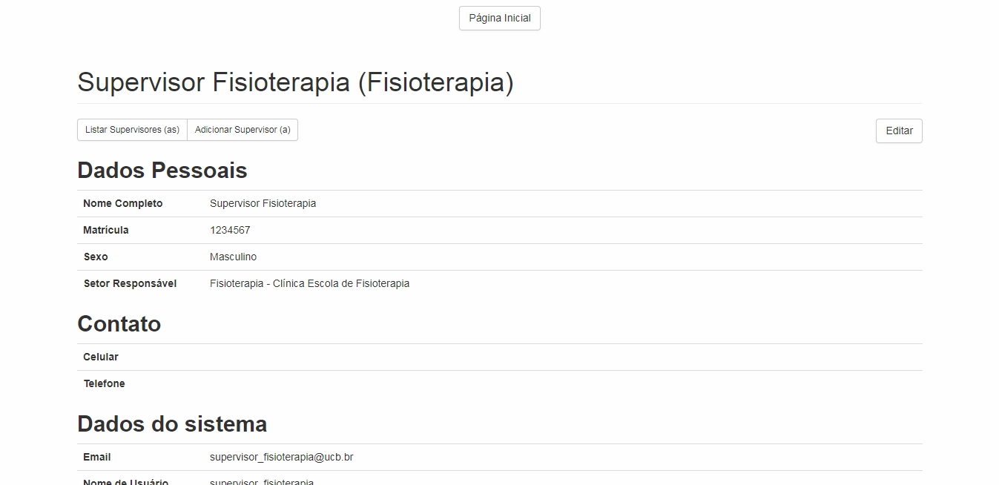 Página Inicial
Supervisor Fisioterapia (Fisioterapia)
Listar Supervisores (as) Adicionar Supervisor (a) Editar
Dados Pessoais
Nome Completo Supervisor Fisioterapia
Matrícula 1234567
Sexo Masculino
Setor Responsável Fisioterapia - Clínica Escola de Fisioterapia
Contato
Celular
Telefone
Dados do sistema
Email supervisor_fisioterapia@ucb.br
Nome de Usuário supervisor_fisioterapia